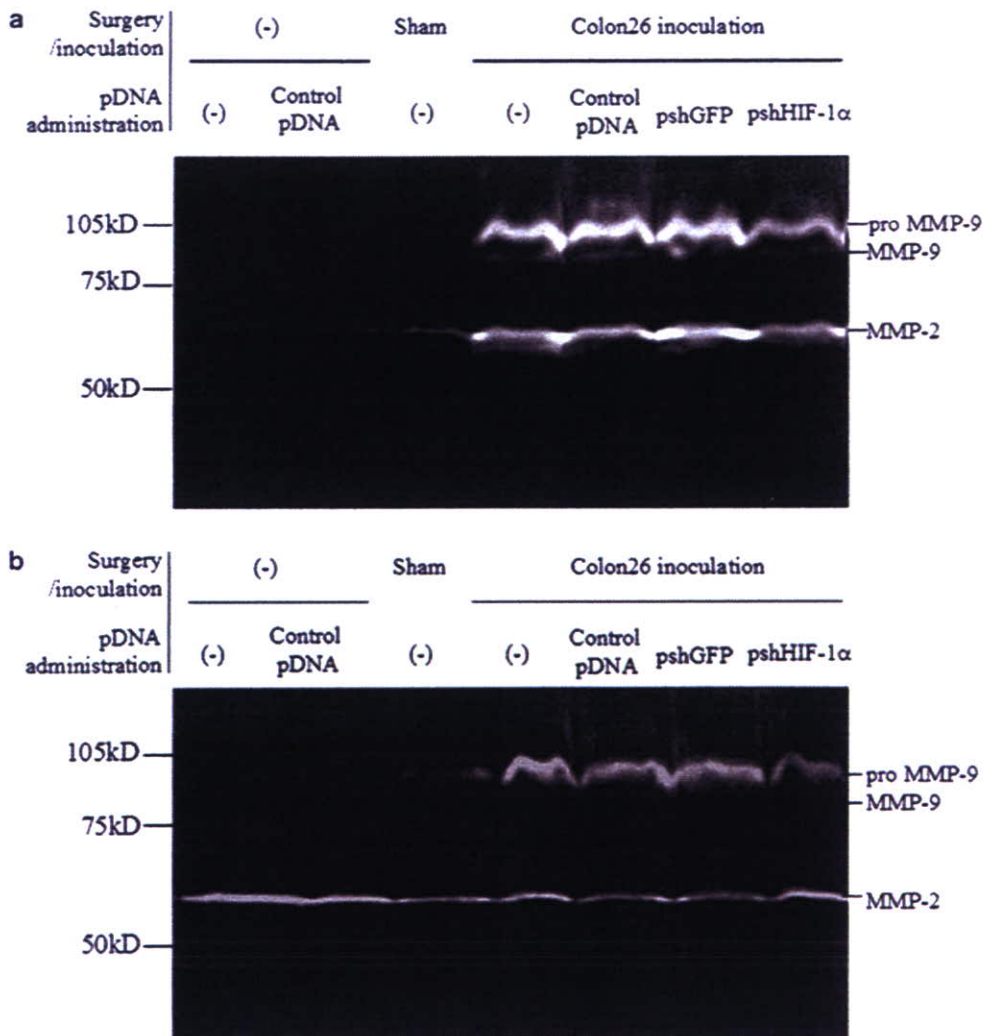 a
Surgery
/inoculation
(-)
Sham
Colon26 inoculation
pDNA
administration
(-)
Control
pDNA
(-)
(-)
Control
pDNA
pshGFP
pshHIF-1α
105kD
75kD
50kD
pro MMP-9
MMP-9
MMP-2
b
Surgery
/inoculation
(-)
Sham
Colon26 inoculation
pDNA
administration
(-)
Control
pDNA
(-)
(-)
Control
pDNA
pshGFP
pshHIF-1α
105kD
75kD
50kD
pro MMP-9
MMP-9
MMP-2